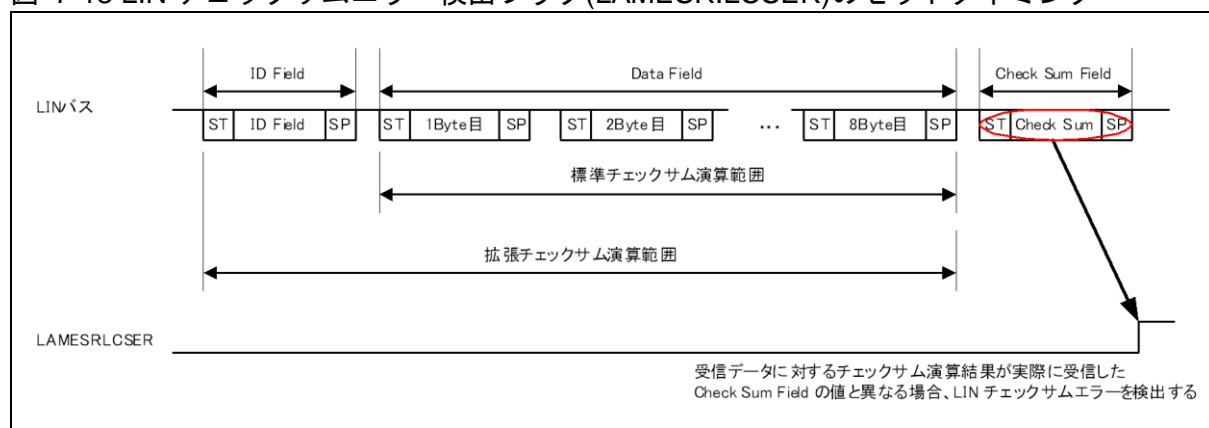 ID Field
Data Field
Check Sum Field
LINバス
ST ID Field SP ST 1Byte目 SP ST 2Byte目 SP ... ST 8Byte目 SP ST Check Sum SP
標準チェックサム演算範囲
拡張チェックサム演算範囲
LAMESRLCSER
受信データに対するチェックサム演算結果が実際に受信した
Check Sum Field の値と異なる場合、LIN チェックサムエラーを検出する